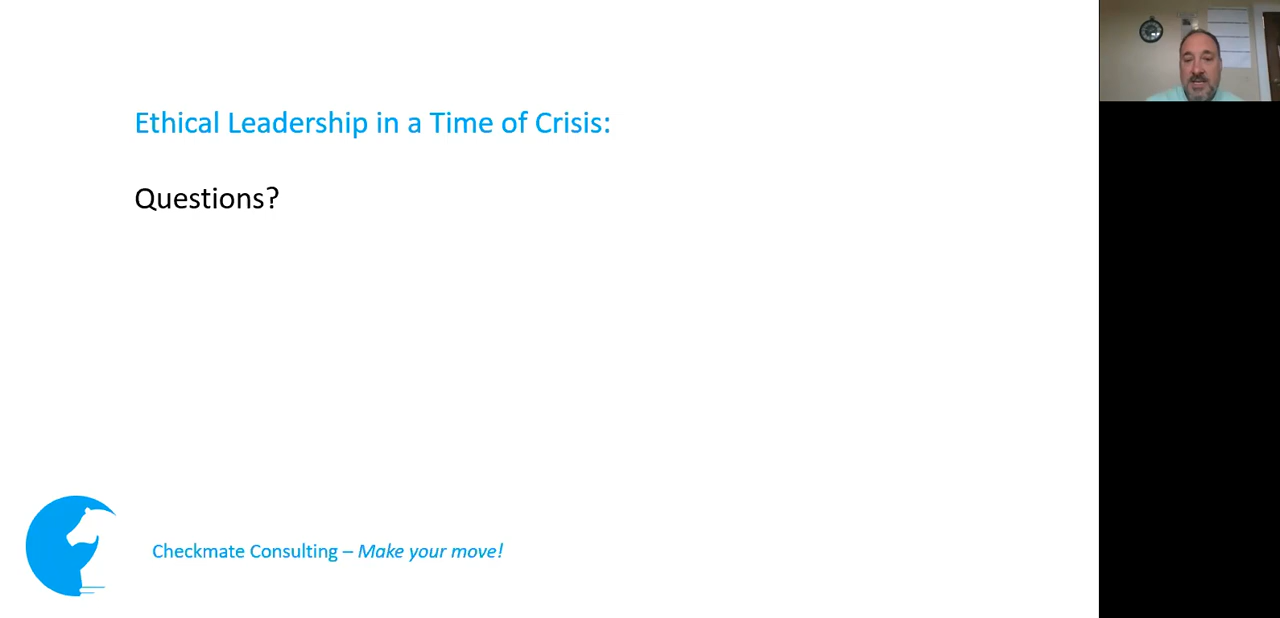 Ethical Leadership in a Time of Crisis:
Questions?
Checkmate Consulting – Make your move!